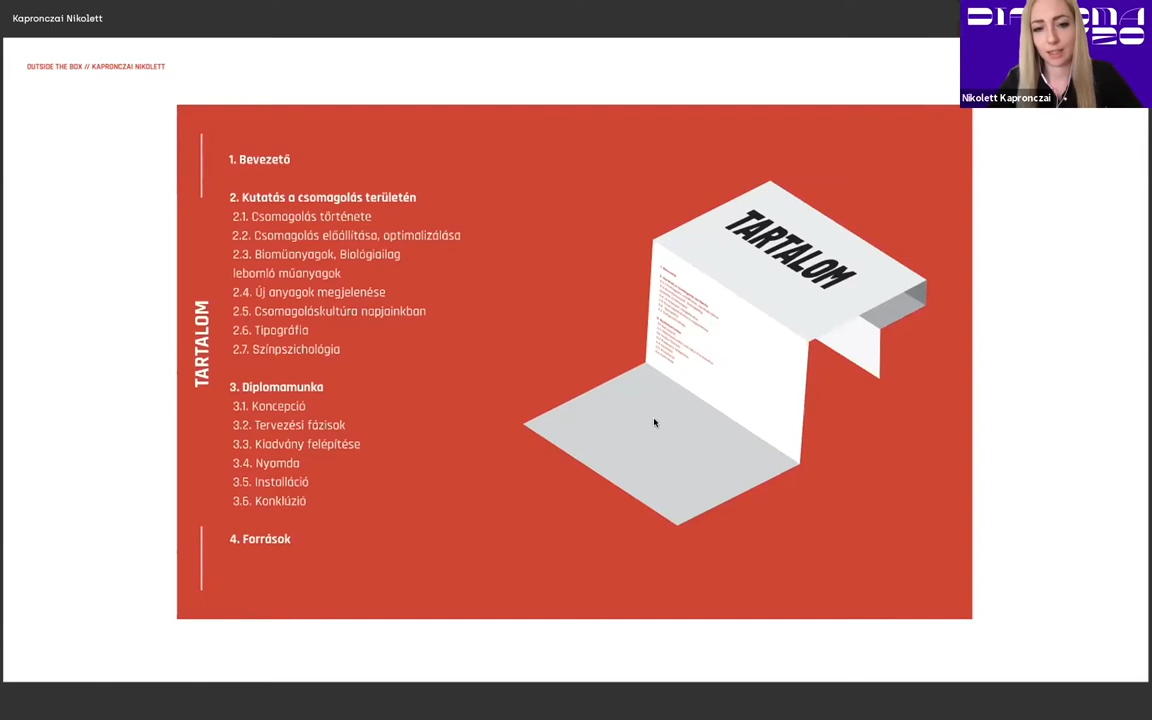 Kapronczai Nikolett
OUTSIDE THE BOX // KAPRONCZAI NIKOLETT
Nikolett Kapronczai
TARTALOM
1. Bevezető
2. Kutatás a csomagolás területén
2.1. Csomagolás története
2.2. Csomagolás előállítása, optimalizálása
2.3. Bioműanyagok, Biológiailag
lebomló műanyagok
2.4. Új anyagok megjelenése
2.5. Csomagoláskultúra napjainkban
2.6. Tipográfia
2.7. Színpszichológia
3. Diplomamunka
3.1. Koncepció
3.2. Tervezési fázisok
3.3. Kiadvány felépítése
3.4. Nyomda
3.5. Installáció
3.6. Konklúzió
4. Források
TARTALOM